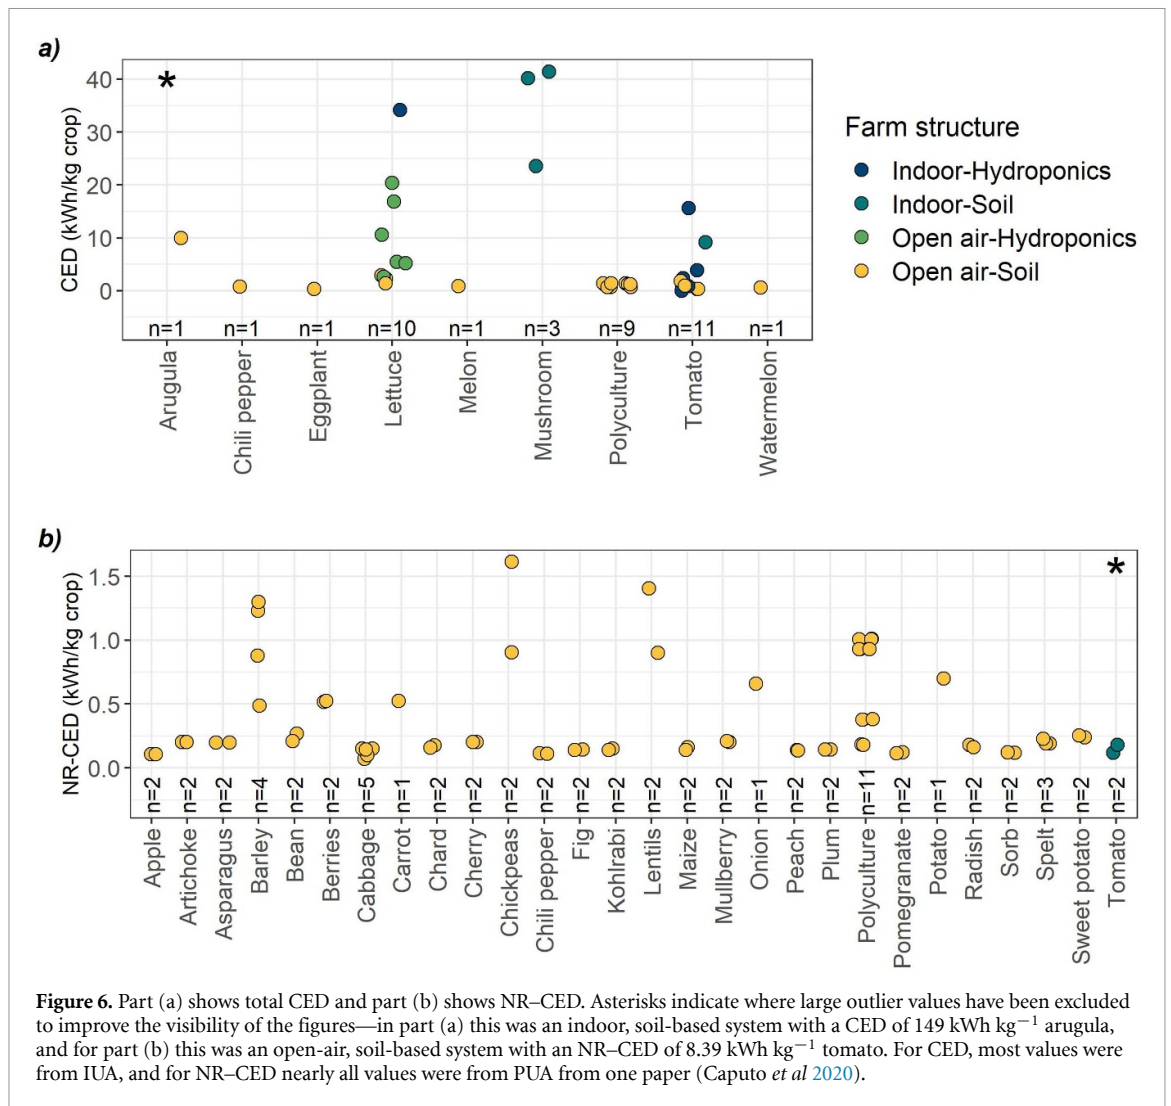 a)
CED (kWh/kg crop)
40
30
20
10
0
*
n=1 n=1 n=1 n=10 n=1 n=3 n=9 n=11 n=1
Arugula
Chili pepper
Eggplant
Lettuce
Melon
Mushroom
Polyculture
Tomato
Watermelon
Farm structure
Indoor-Hydroponics
Indoor-Soil
Open air-Hydroponics
Open air-Soil
b)
NR-CED (kWh/kg crop)
1.5
1.0
0.5
0.0
*
n=2
n=2
n=2
n=4
n=2
n=2
n=5
n=1
n=2
n=2
n=2
n=2
n=2
n=2
n=2
n=2
n=2
n=1
n=2
n=2
n=11
n=2
n=1
n=2
n=2
n=3
n=2
n=2
Apple
Artichoke
Asparagus
Barley
Bean
Berries
Cabbage
Carrot
Chard
Cherry
Chickpeas
Chili pepper
Fig
Kohlrabi
Lentils
Maize
Mullberry
Onion
Peach
Plum
Polyculture
Pomegranate
Potato
Radish
Sorb
Spelt
Sweet potato
Tomato
Figure 6. Part (a) shows total CED and part (b) shows NR–CED. Asterisks indicate where large outlier values have been excluded
to improve the visibility of the figures—in part (a) this was an indoor, soil-based system with a CED of 149 kWh kg⁻¹ arugula,
and for part (b) this was an open-air, soil-based system with an NR–CED of 8.39 kWh kg⁻¹ tomato. For CED, most values were
from IUA, and for NR–CED nearly all values were from PUA from one paper (Caputo et al 2020).